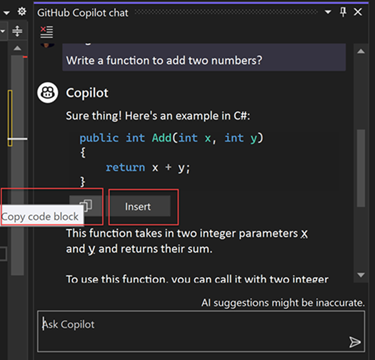 GitHub Copilot chat
Write a function to add two numbers?
Copilot
Sure thing! Here's an example in C#:
public int Add(int x, int y)
{
return x + y;
}
Copy code block
Insert
This function takes in two integer parameters x
and y and returns their sum.
To use this function, you can call it with two integer
AI suggestions might be inaccurate.
Ask Copilot